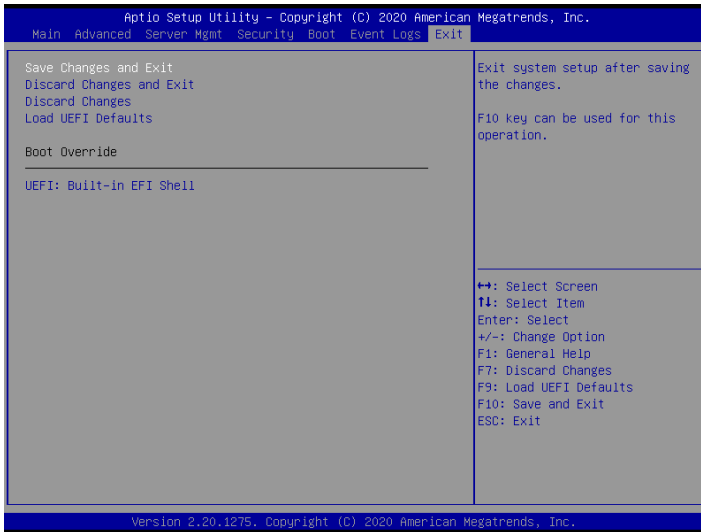 Aptio Setup Utility – Copyright (C) 2020 American Megatrends, Inc.
Main Advanced Server Mgmt Security Boot Event Logs Exit
Save Changes and Exit
Discard Changes and Exit
Discard Changes
Load UEFI Defaults
Boot Override
UEFI: Built-in EFI Shell
Exit system setup after saving
the changes.
F10 key can be used for this
operation.
↔: Select Screen
↑↓: Select Item
Enter: Select
+/-: Change Option
F1: General Help
F7: Discard Changes
F9: Load UEFI Defaults
F10: Save and Exit
ESC: Exit
Version 2.20.1275. Copyright (C) 2020 American Megatrends, Inc.